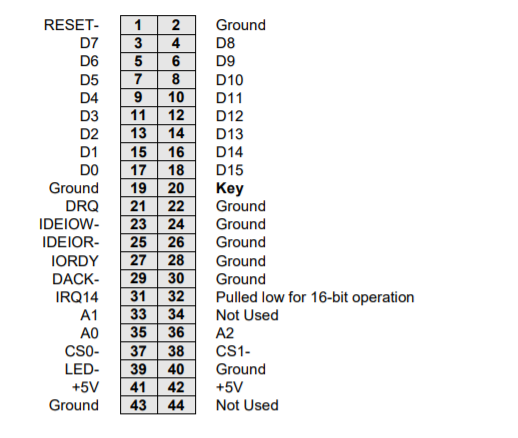 RESET- 1 2 Ground
D7 3 4 D8
D6 5 6 D9
D5 7 8 D10
D4 9 10 D11
D3 11 12 D12
D2 13 14 D13
D1 15 16 D14
D0 17 18 D15
Ground 19 20 Key
DRQ 21 22 Ground
IDEIOW- 23 24 Ground
IDEIOR- 25 26 Ground
IORDY 27 28 Ground
DACK- 29 30 Ground
IRQ14 31 32 Pulled low for 16-bit operation
A1 33 34 Not Used
A0 35 36 A2
CS0- 37 38 CS1-
LED- 39 40 Ground
+5V 41 42 +5V
Ground 43 44 Not Used